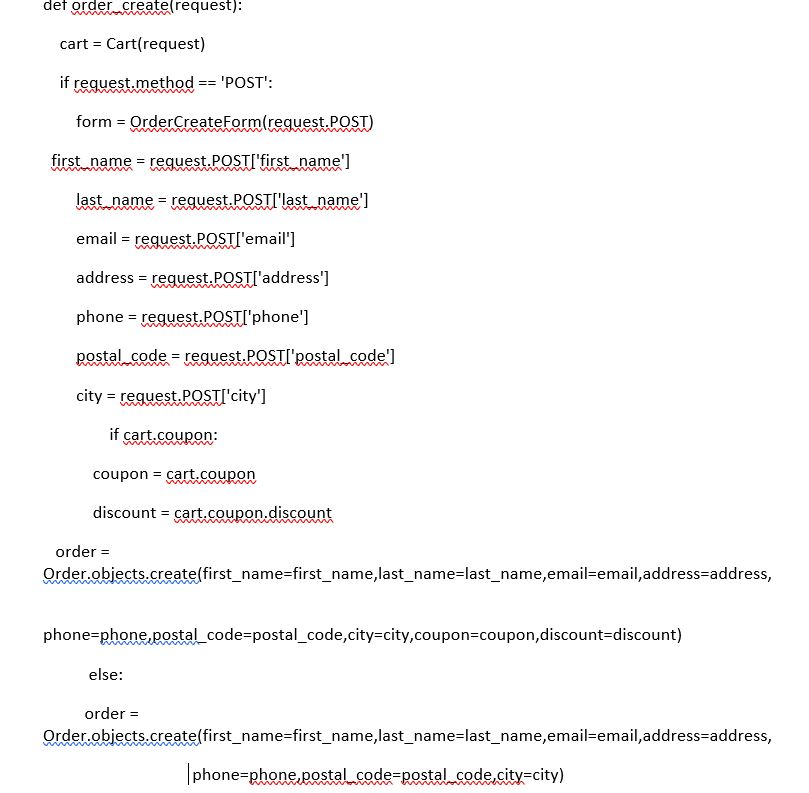 def order_create(request):
cart = Cart(request)
if request.method == 'POST':
form = OrderCreateForm(request.POST)
first_name = request.POST['first_name']
last_name = request.POST['last_name']
email = request.POST['email']
address = request.POST['address']
phone = request.POST['phone']
postal_code = request.POST['postal_code']
city = request.POST['city']
if cart.coupon:
coupon = cart.coupon
discount = cart.coupon.discount
order =
Order.objects.create(first_name=first_name,last_name=last_name,email=email,address=address,
phone=phone,postal_code=postal_code,city=city,coupon=coupon,discount=discount)
else:
order =
Order.objects.create(first_name=first_name,last_name=last_name,email=email,address=address,
phone=phone,postal_code=postal_code,city=city)